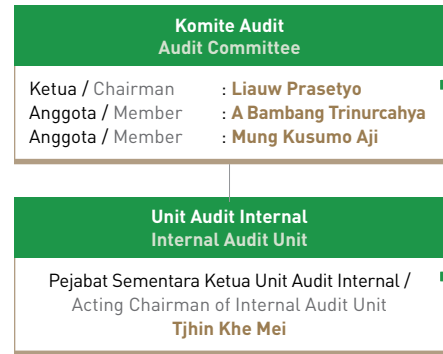 Komite Audit
Audit Committee
Ketua / Chairman : Liauw Prasetyo
Anggota / Member : A Bambang Trinurcahya
Anggota / Member : Mung Kusumo Aji
Unit Audit Internal
Internal Audit Unit
Pejabat Sementara Ketua Unit Audit Internal /
Acting Chairman of Internal Audit Unit
Tjhin Khe Mei